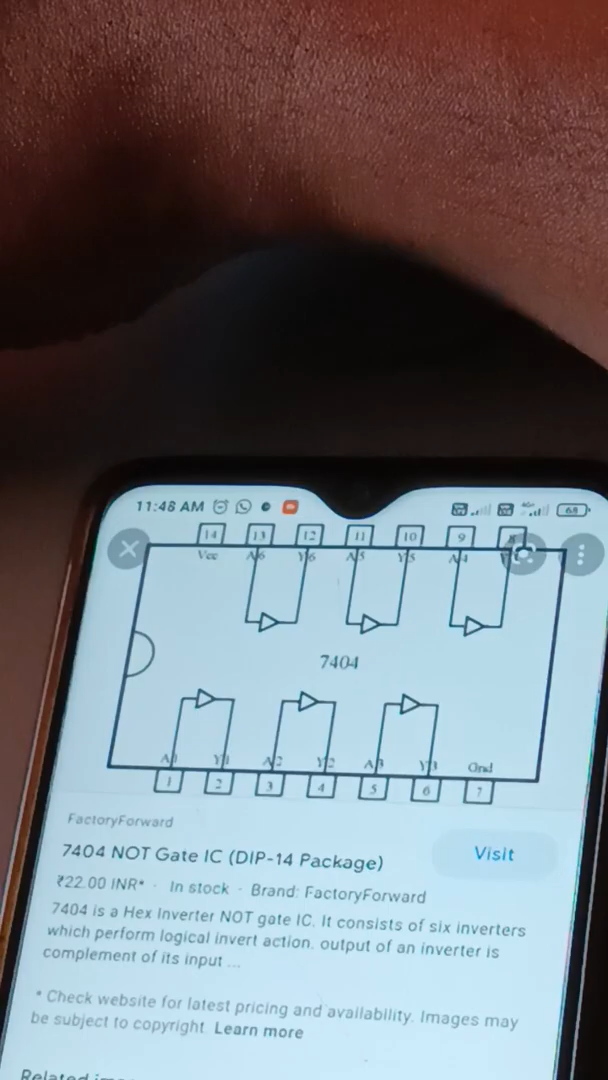 11:48 AM
68
14 13 12 11 10 9 8
Vcc A6 Y6 A5 Y5 A4
7404
A1 Y1 A2 Y2 A3 Y3 Gnd
1 2 3 4 5 6 7
FactoryForward
7404 NOT Gate IC (DIP-14 Package)
Visit
₹22.00 INR* · In stock · Brand: FactoryForward
7404 is a Hex Inverter NOT gate IC. It consists of six inverters
which perform logical invert action. output of an inverter is
complement of its input ...
* Check website for latest pricing and availability. Images may
be subject to copyright. Learn more
Related